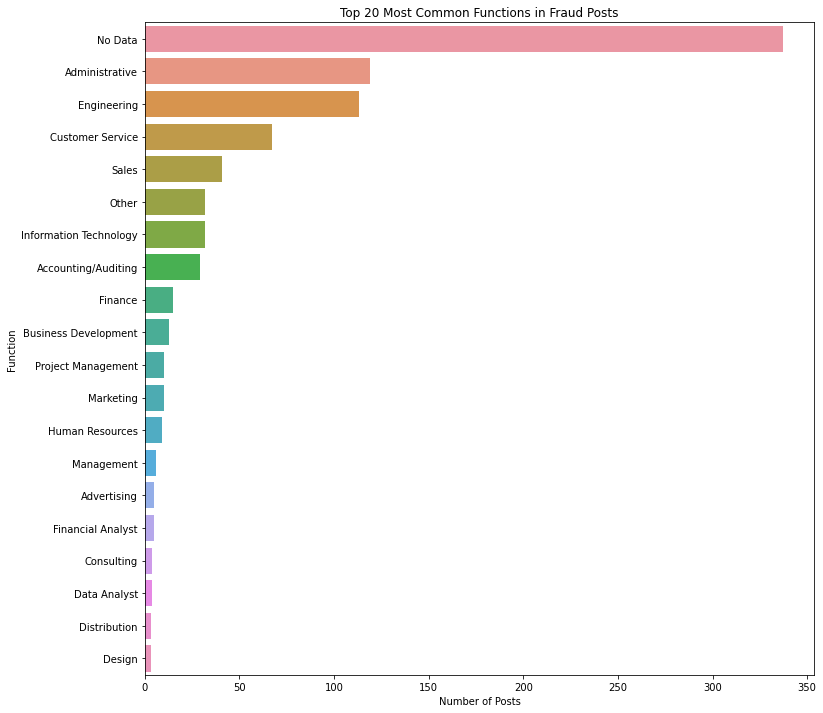 Top 20 Most Common Functions in Fraud Posts
Function
No Data
Administrative
Engineering
Customer Service
Sales
Other
Information Technology
Accounting/Auditing
Finance
Business Development
Project Management
Marketing
Human Resources
Management
Advertising
Financial Analyst
Consulting
Data Analyst
Distribution
Design
0 50 100 150 200 250 300 350
Number of Posts